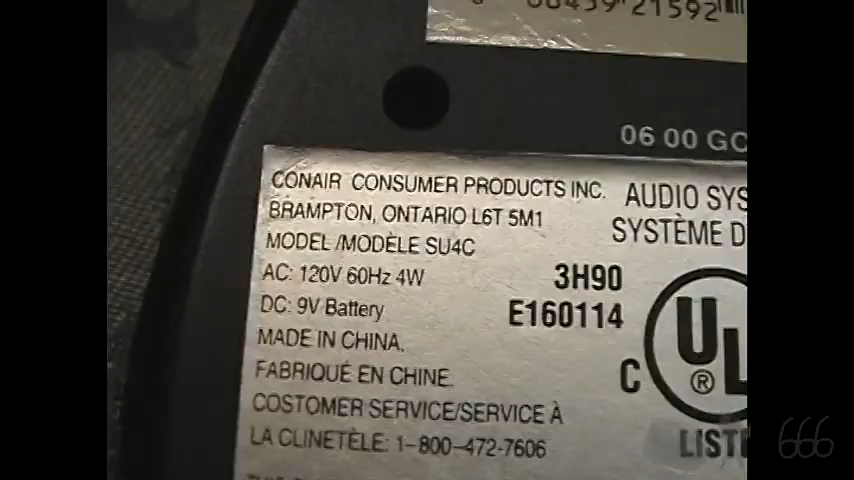 21592
06 00 GC
CONAIR CONSUMER PRODUCTS INC. AUDIO SYS
BRAMPTON, ONTARIO L6T 5M1 SYSTÈME D
MODEL/MODÈLE SU4C
AC: 120V 60Hz 4W 3H90
DC: 9V Battery E160114
MADE IN CHINA.
FABRIQUÉ EN CHINE.
COSTOMER SERVICE/SERVICE À
LA CLINETÈLE: 1-800-472-7606
C UL ®
LISTE
666